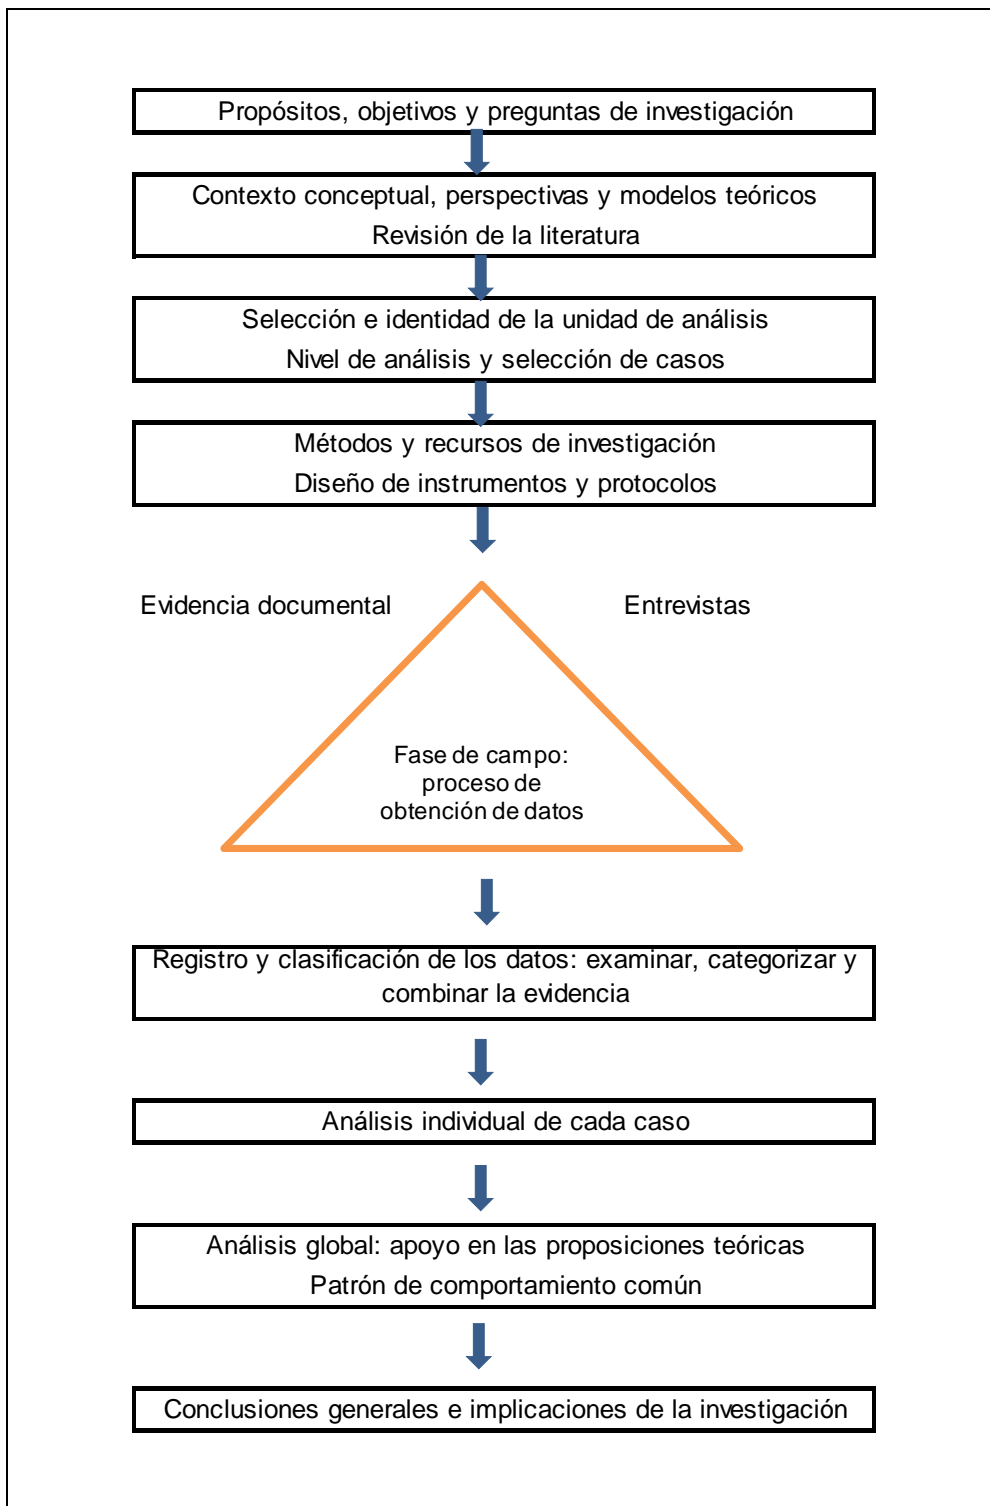 Propósitos, objetivos y preguntas de investigación
Contexto conceptual, perspectivas y modelos teóricos
Revisión de la literatura
Selección e identidad de la unidad de análisis
Nivel de análisis y selección de casos
Métodos y recursos de investigación
Diseño de instrumentos y protocolos
Evidencia documental
Entrevistas
Fase de campo:
proceso de
obtención de datos
Registro y clasificación de los datos: examinar, categorizar y
combinar la evidencia
Análisis individual de cada caso
Análisis global: apoyo en las proposiciones teóricas
Patrón de comportamiento común
Conclusiones generales e implicaciones de la investigación